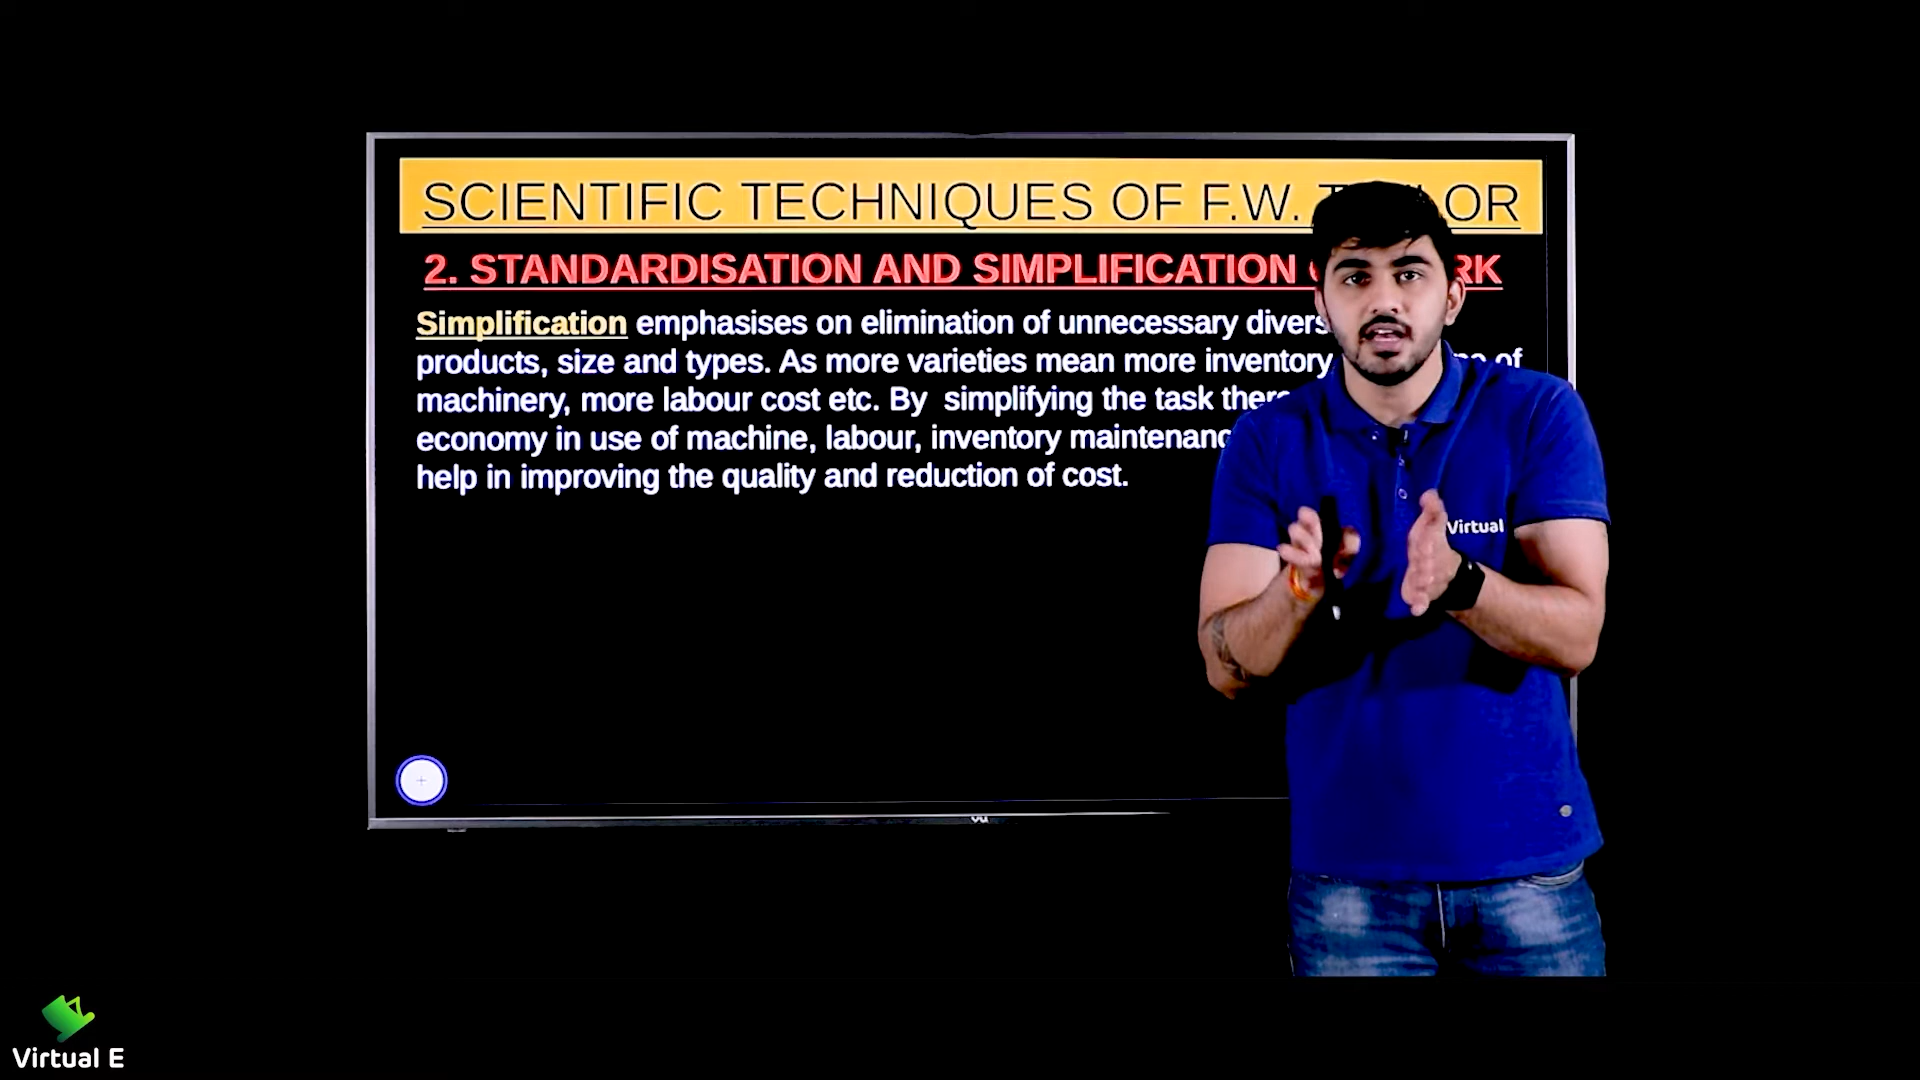 SCIENTIFIC TECHNIQUES OF F.W.
2. STANDARDISATION AND SIMPLIFICATION
Simplification emphasises on elimination of unnecessary
products, size and types. As more varieties mean more inventory of
machinery, more labour cost etc. By simplifying the task
economy in use of machine, labour, inventory
help in improving the quality and reduction of cost.
Virtual
vu
Virtual E